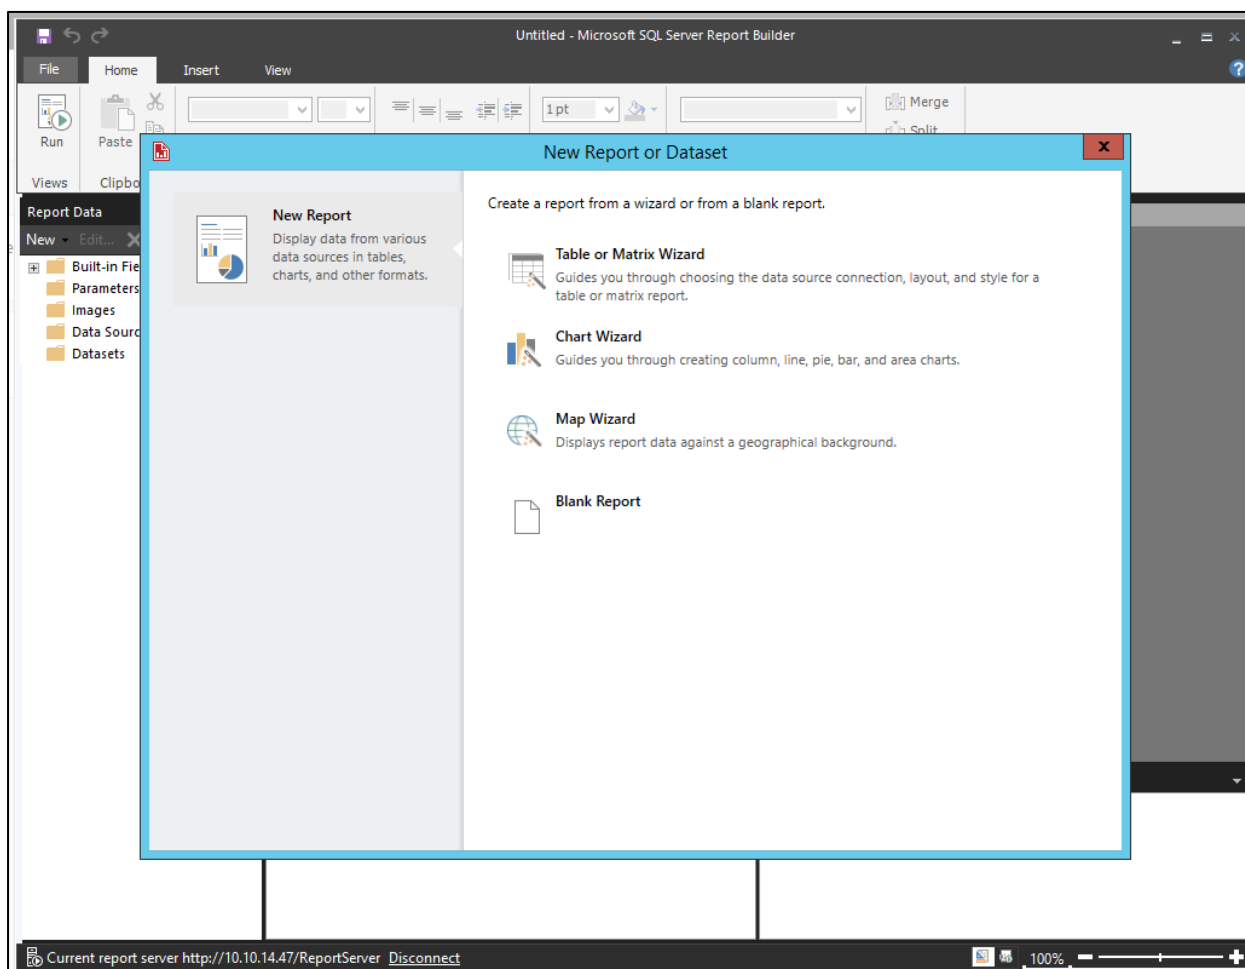 Untitled - Microsoft SQL Server Report Builder
File Home Insert View
?
Run
Paste
1 pt
Merge
Split
Views
Clipbo
New Report or Dataset
x
Report Data
New Edit...
Built-in Fie
Parameters
Images
Data Sourc
Datasets
New Report
Display data from various
data sources in tables,
charts, and other formats.
Create a report from a wizard or from a blank report.
Table or Matrix Wizard
Guides you through choosing the data source connection, layout, and style for a
table or matrix report.
Chart Wizard
Guides you through creating column, line, pie, bar, and area charts.
Map Wizard
Displays report data against a geographical background.
Blank Report
Current report server http://10.10.14.47/ReportServer Disconnect
100%